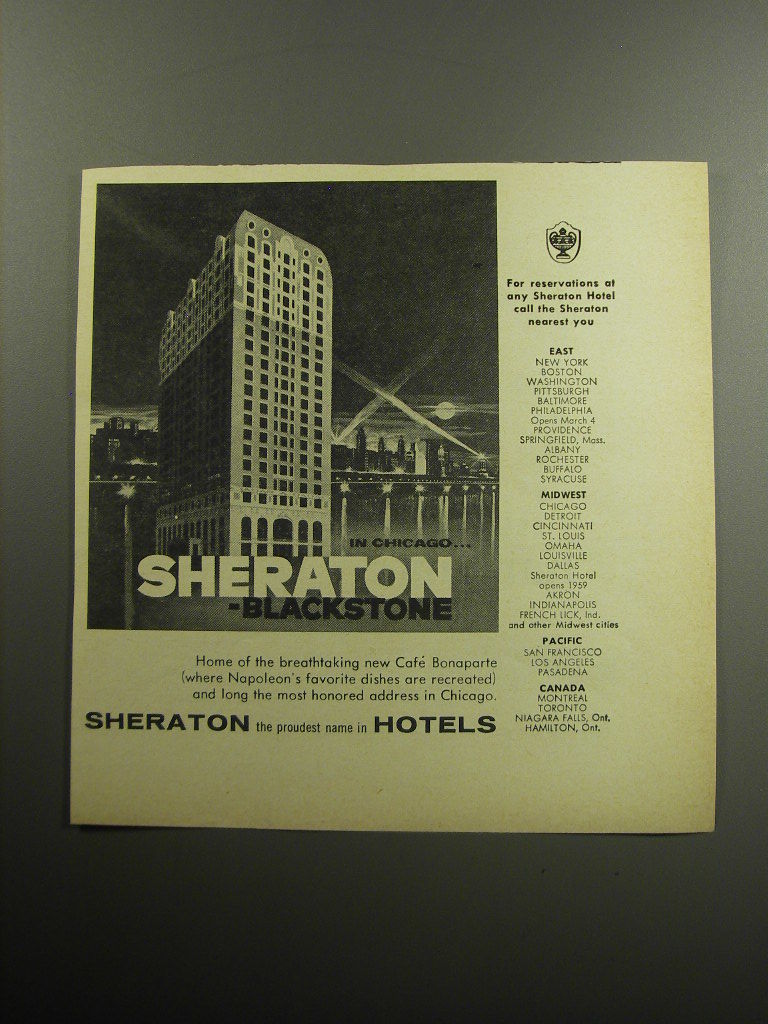 IN CHICAGO...
SHERATON
-BLACKSTONE
Home of the breathtaking new Café Bonaparte
(where Napoleon's favorite dishes are recreated)
and long the most honored address in Chicago.
SHERATON the proudest name in HOTELS
For reservations at
any Sheraton Hotel
call the Sheraton
nearest you
EAST
NEW YORK
BOSTON
WASHINGTON
PITTSBURGH
BALTIMORE
PHILADELPHIA
Opens March 4
PROVIDENCE
SPRINGFIELD, Mass.
ALBANY
ROCHESTER
BUFFALO
SYRACUSE
MIDWEST
CHICAGO
DETROIT
CINCINNATI
ST. LOUIS
OMAHA
LOUISVILLE
DALLAS
Sheraton Hotel
opens 1959
AKRON
INDIANAPOLIS
FRENCH LICK, Ind.
and other Midwest cities
PACIFIC
SAN FRANCISCO
LOS ANGELES
PASADENA
CANADA
MONTREAL
TORONTO
NIAGARA FALLS, Ont.
HAMILTON, Ont.